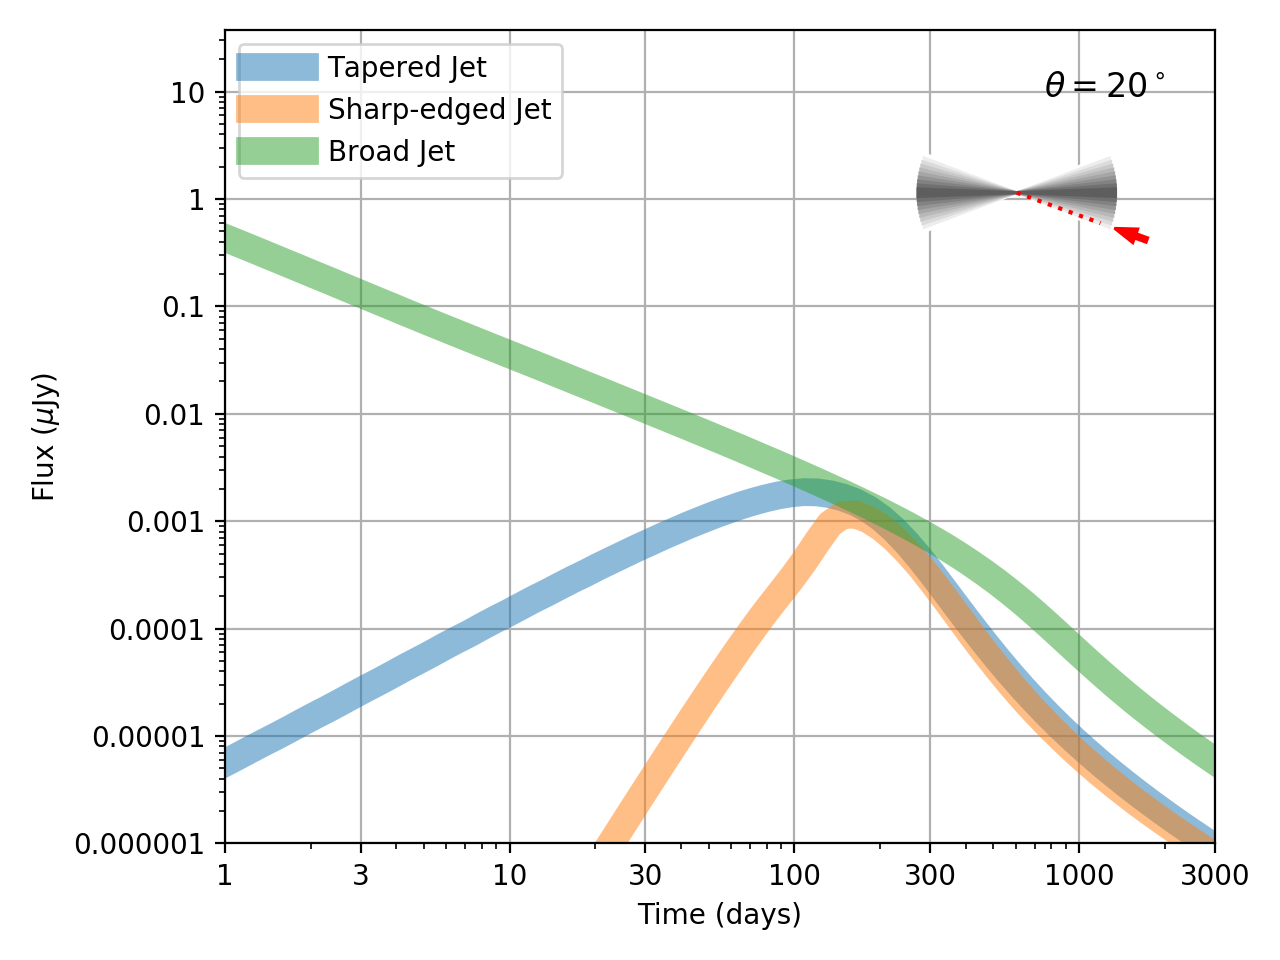 Tapered Jet
Sharp-edged Jet
Broad Jet
θ = 20°
10
1
0.1
0.01
0.001
0.0001
0.00001
0.000001
Flux (μJy)
1 3 10 30 100 300 1000 3000
Time (days)